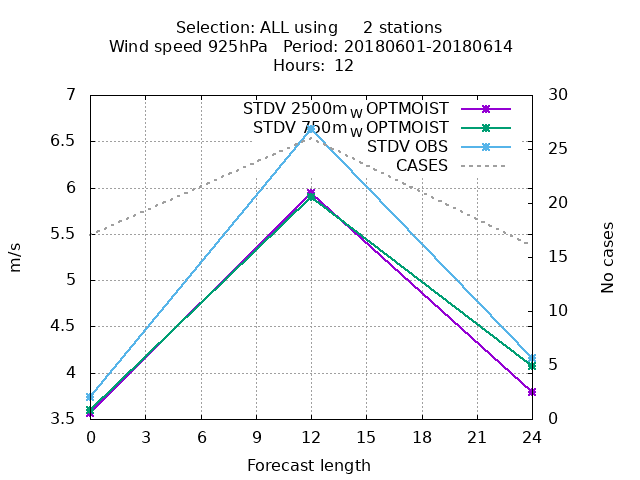 Selection: ALL using 2 stations
Wind speed 925hPa Period: 20180601-20180614
Hours: 12
7 30
STDV 2500m_W OPTMOIST
STDV 750m_W OPTMOIST
6.5 25
STDV OBS
CASES
6 20
5.5 15
m/s
No cases
5
4.5 10
4 5
3.5 0
0 3 6 9 12 15 18 21 24
Forecast length